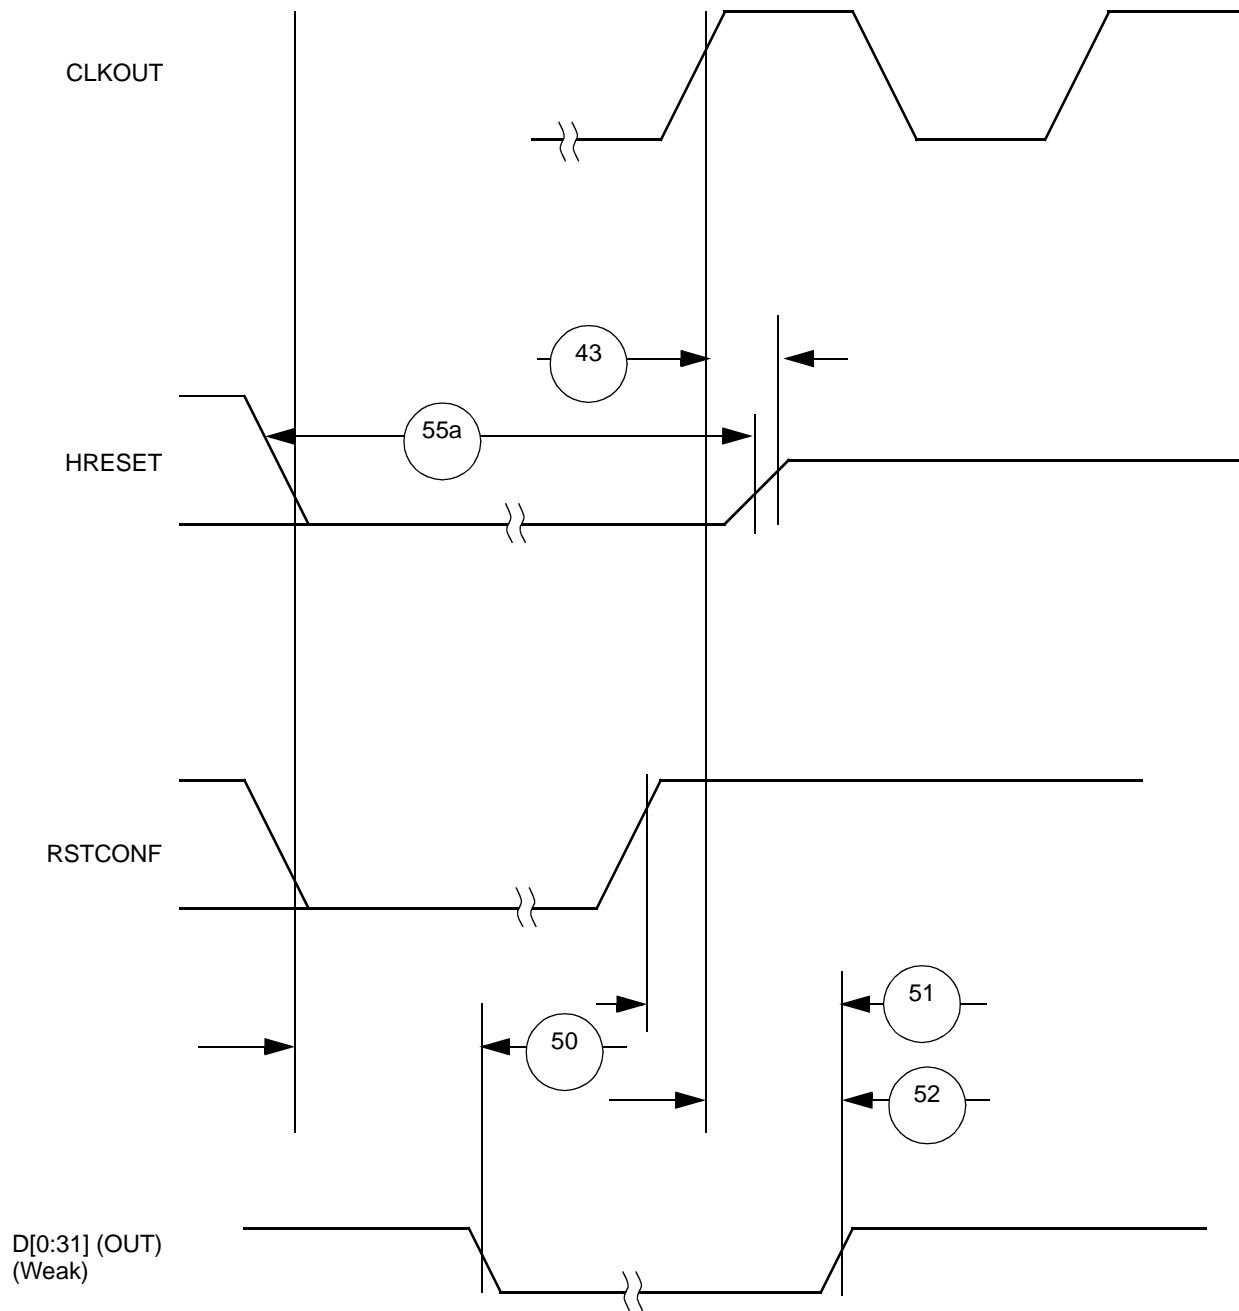 CLKOUT
43
55a
HRESET
RSTCONF
51
50
52
D[0:31] (OUT)
(Weak)